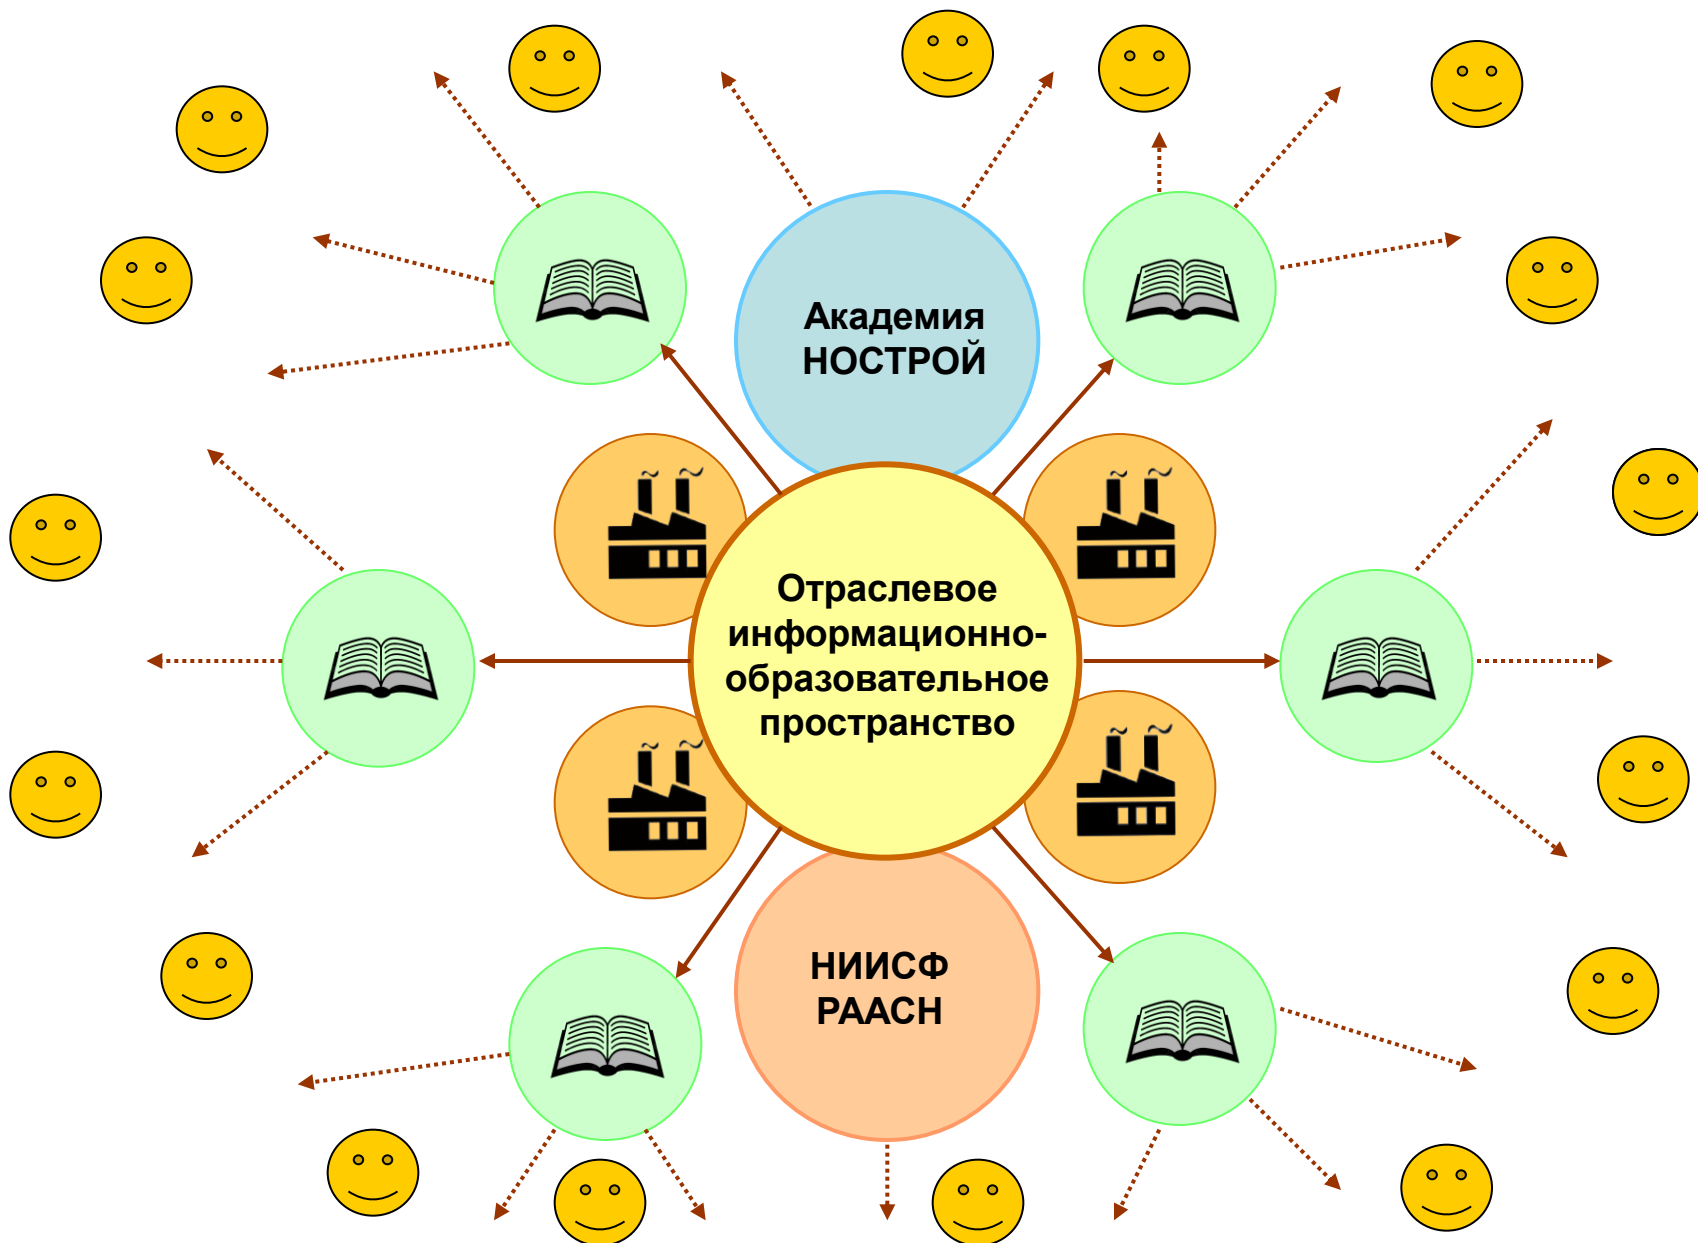 Академия
НОСТРОЙ
Отраслевое
информационно-
образовательное
пространство
НИИСФ
РААСН